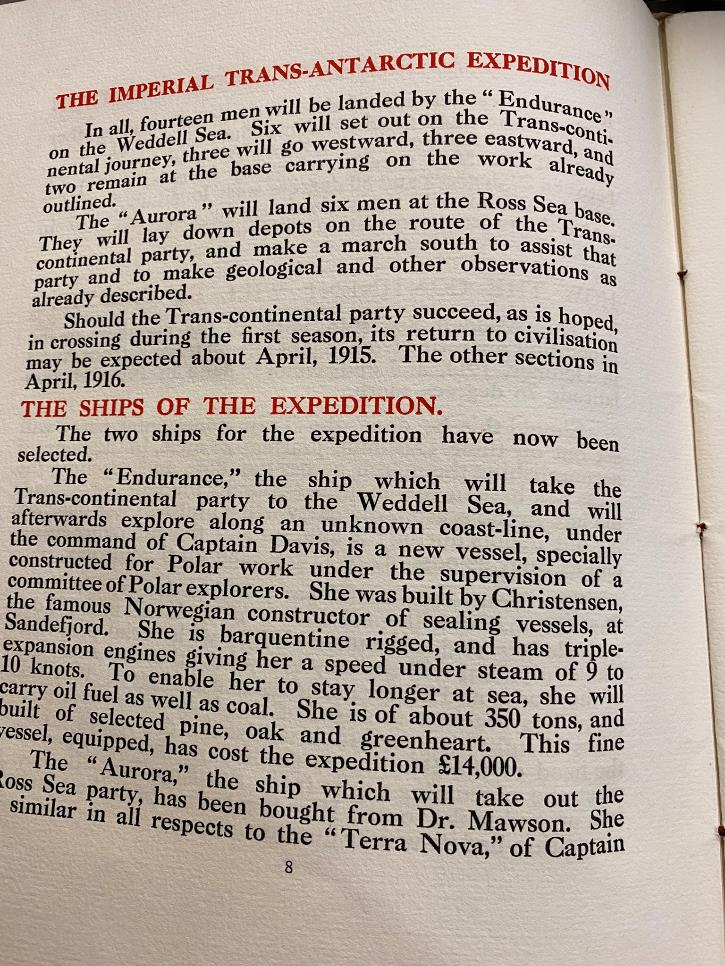 THE IMPERIAL TRANS-ANTARCTIC EXPEDITION
In all, fourteen men will be landed by the “Endurance”
on the Weddell Sea. Six will set out on the Trans-conti-
nental journey, three will go westward, three eastward, and
two remain at the base carrying on the work already
outlined.
The “Aurora” will land six men at the Ross Sea base.
They will lay down depots on the route of the Trans-
continental party, and make a march south to assist that
party and to make geological and other observations as
already described.
Should the Trans-continental party succeed, as is hoped,
in crossing during the first season, its return to civilisation
may be expected about April, 1915. The other sections in
April, 1916.
THE SHIPS OF THE EXPEDITION.
The two ships for the expedition have now been
selected.
The “Endurance,” the ship which will take the
Trans-continental party to the Weddell Sea, and will
afterwards explore along an unknown coast-line, under
the command of Captain Davis, is a new vessel, specially
constructed for Polar work under the supervision of a
committee of Polar explorers. She was built by Christensen,
the famous Norwegian constructor of sealing vessels, at
Sandefjord. She is barquentine rigged, and has triple-
expansion engines giving her a speed under steam of 9 to
10 knots. To enable her to stay longer at sea, she will
carry oil fuel as well as coal. She is of about 350 tons, and
built of selected pine, oak and greenheart. This fine
vessel, equipped, has cost the expedition £14,000.
The “Aurora,” the ship which will take out the
Ross Sea party, has been bought from Dr. Mawson. She
similar in all respects to the “Terra Nova,” of Captain
8